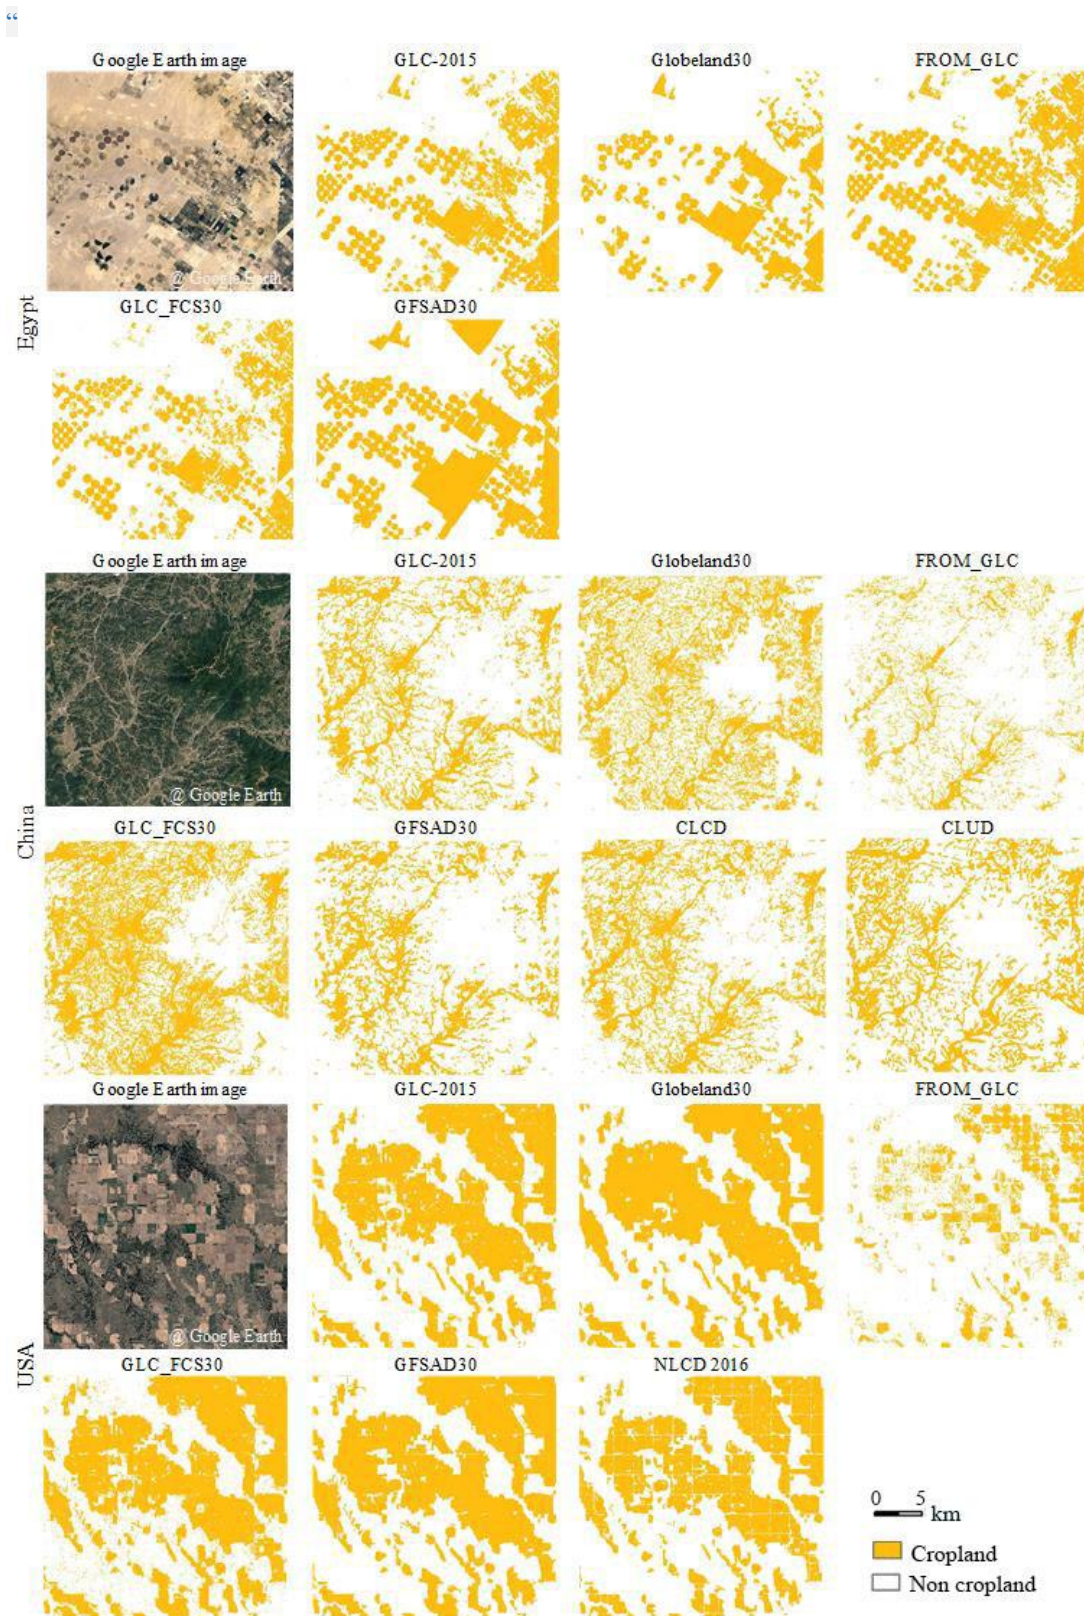 “
Google Earth image GLC-2015 Globeland30 FROM_GLC
@ Google Earth
GLC_FCS30 GFSAD30
Egypt
Google Earth image GLC-2015 Globeland30 FROM_GLC
@ Google Earth
GLC_FCS30 GFSAD30 CLCD CLUD
China
Google Earth image GLC-2015 Globeland30 FROM_GLC
@ Google Earth
GLC_FCS30 GFSAD30 NLCD 2016
USA
0 5
km
Cropland
Non cropland